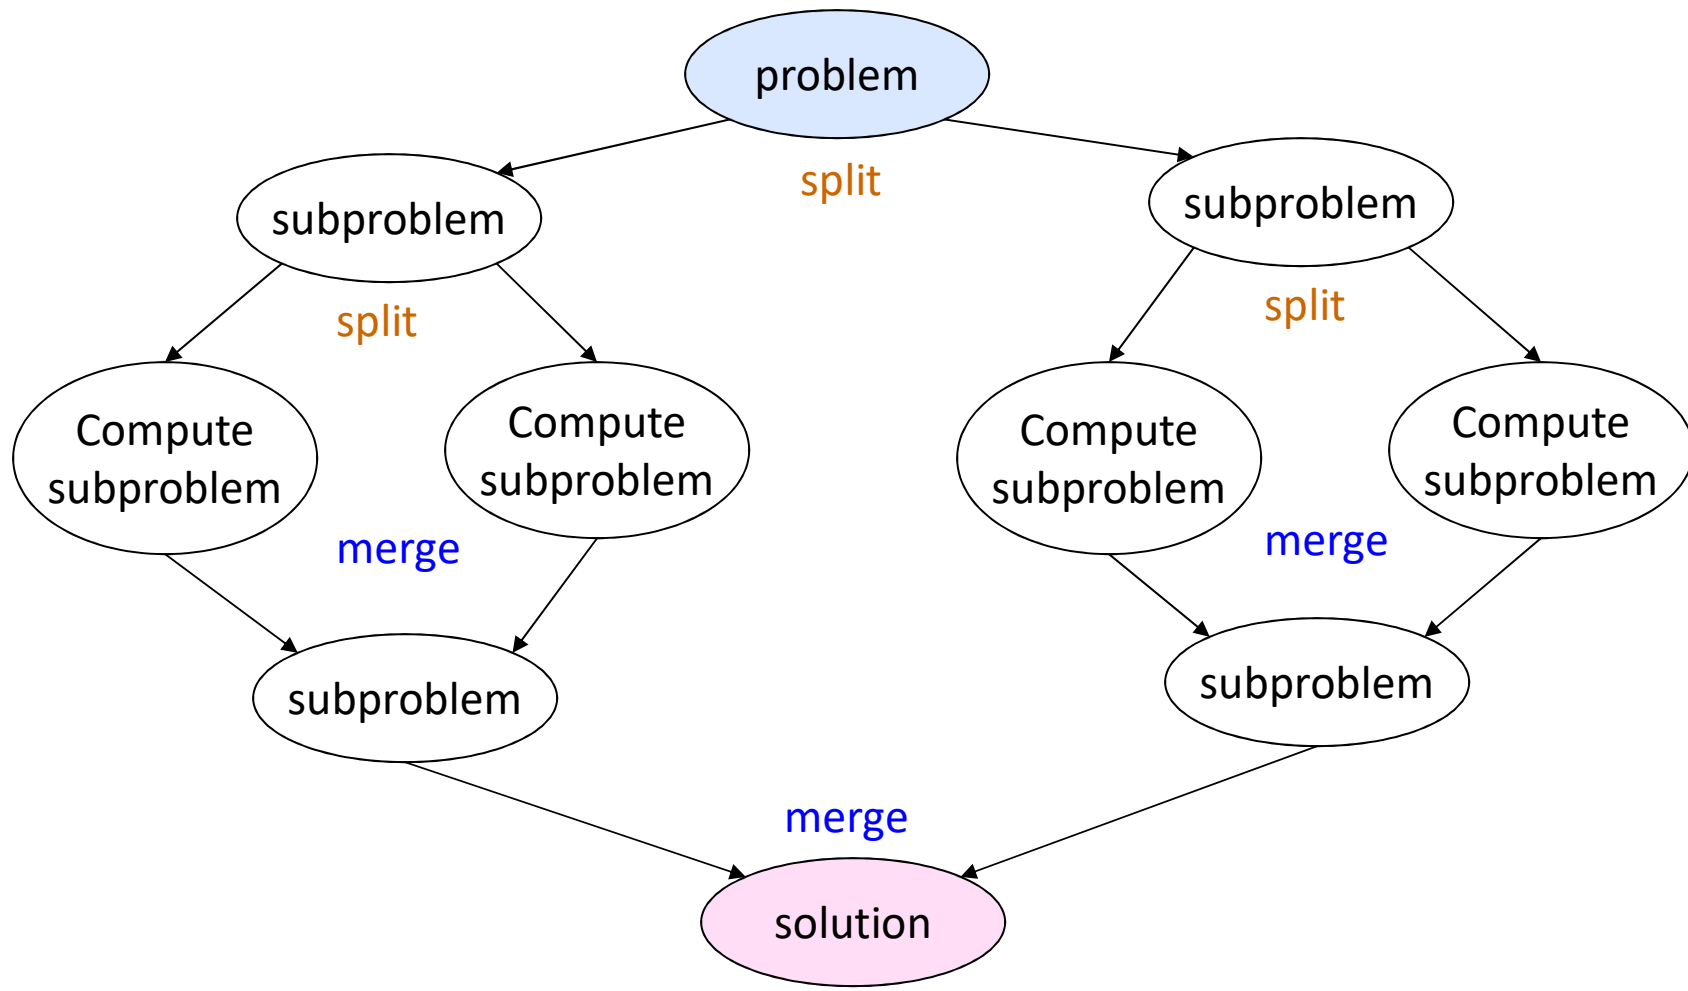 problem
split
subproblem
subproblem
split
split
Compute
subproblem
Compute
subproblem
Compute
subproblem
Compute
subproblem
merge
merge
subproblem
subproblem
merge
solution